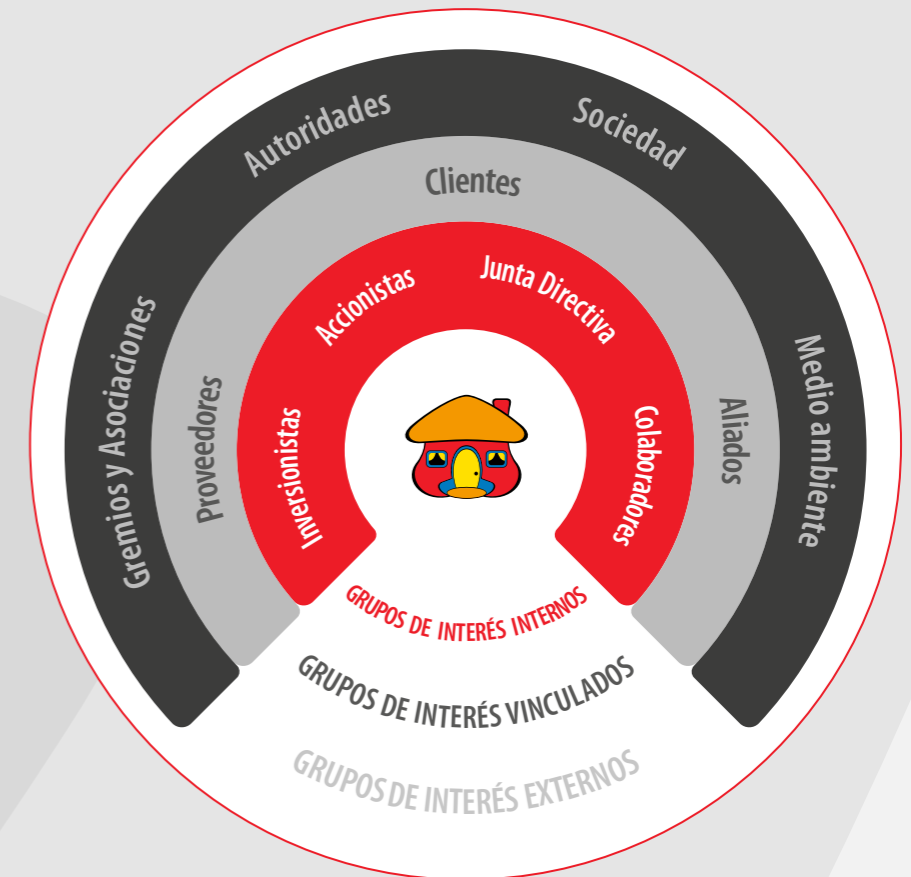 Autoridades
Sociedad
Gremios y Asociaciones
Medio ambiente
Clientes
Proveedores
Aliados
Accionistas
Junta Directiva
Inversionistas
Colaboradores
GRUPOS DE INTERÉS INTERNOS
GRUPOS DE INTERÉS VINCULADOS
GRUPOS DE INTERÉS EXTERNOS